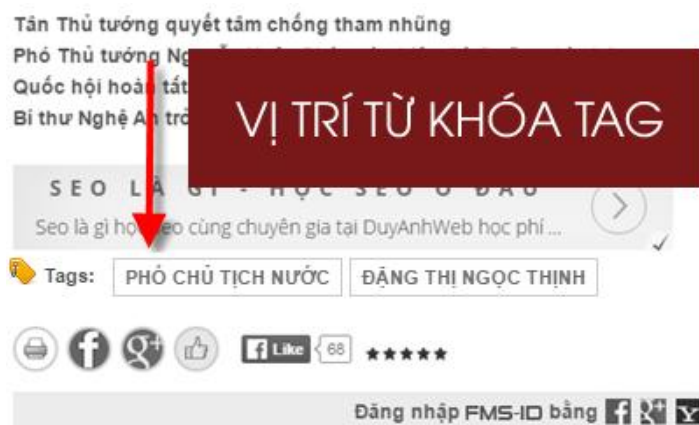 Tân Thủ tướng quyết tâm chống tham nhũng
Phó Thủ tướng
Quốc hội hoàn tất
Bí thư Nghệ An trở
VỊ TRÍ TỪ KHÓA TAG
SEO LÀ GÌ - HỌC SEO Ở ĐÂU
Seo là gì học seo cùng chuyên gia tại DuyAnhWeb học phí ...
Tags: PHÓ CHỦ TỊCH NƯỚC ĐẶNG THỊ NGỌC THỊNH
Like 68
Đăng nhập FMS-ID bằng